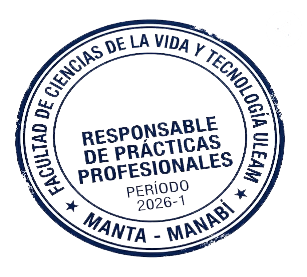 FACULTAD DE CIENCIAS DE LA VIDA Y TECNOLOGÍA ULEAM
RESPONSABLE
DE PRÁCTICAS
PROFESIONALES
PERÍODO
2026-1
★ MANTA - MANABÍ ★